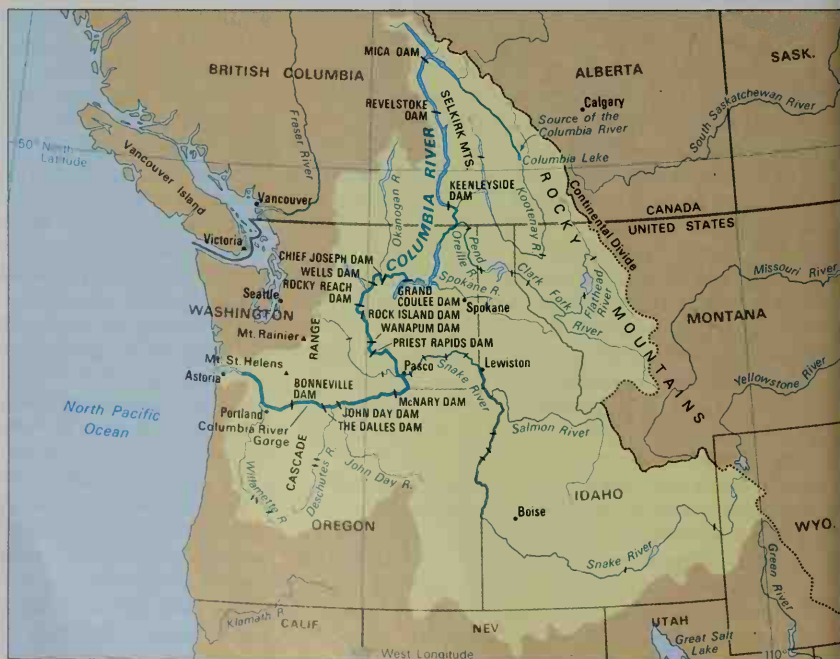 MICA DAM
BRITISH COLUMBIA
ALBERTA
SASK.
REVELSTOKE
DAM
SELKIRK MTS.
Calgary
Source of the
Columbia River
South Saskatchewan River
Fraser River
50° North
Latitude
Vancouver Island
COLUMBIA RIVER
Columbia Lake
KEENLEYSIDE
DAM
ROCKY
MOUNTAINS
Continental Divide
Vancouver
Okanogan R.
Kootenay R.
CANADA
UNITED STATES
Victoria
CHIEF JOSEPH DAM
WELLS DAM
ROCKY REACH
DAM
Pend
Oreille R.
Clark
Fork
River
Flathead
River
Missouri River
Seattle
GRAND
COULEE DAM
Spokane R.
Spokane
WASHINGTON
ROCK ISLAND DAM
WANAPUM DAM
PRIEST RAPIDS DAM
MONTANA
Mt. Rainier
CASCADE
RANGE
Mt. St. Helens
Astoria
Pasco
Snake
River
Lewiston
Yellowstone River
BONNEVILLE
DAM
McNARY DAM
North Pacific
Ocean
Portland
Columbia River
Gorge
JOHN DAY DAM
THE DALLES DAM
Salmon River
Willamette R.
Deschutes R.
John Day R.
IDAHO
OREGON
Boise
WYO.
Snake River
Green River
Klamath R.
CALIF.
NEV
UTAH
Great Salt
Lake
West Longitude
110°